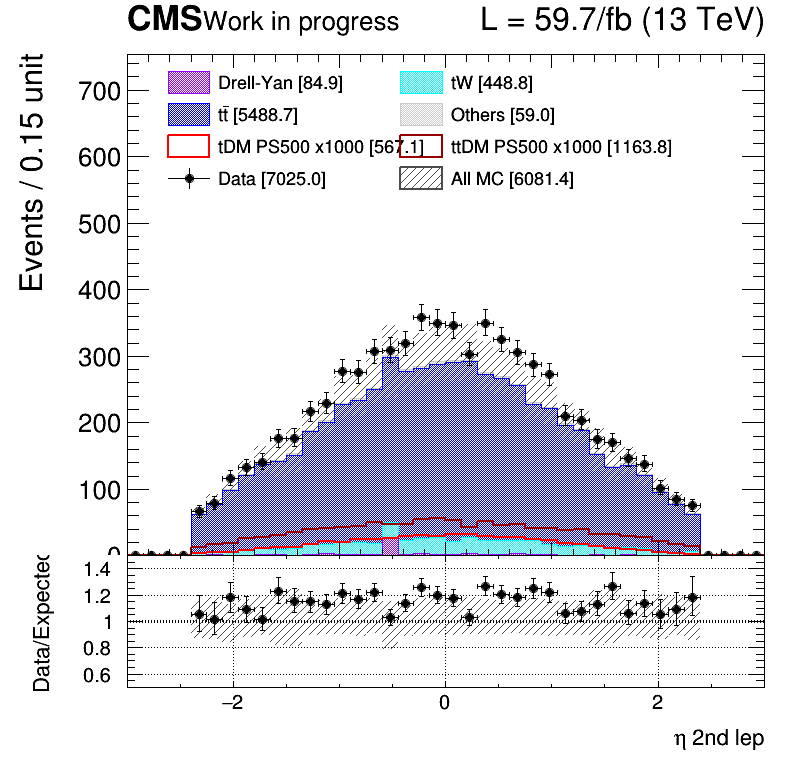 CMS Work in progress L = 59.7/fb (13 TeV)
Events / 0.15 unit
700
600
500
400
300
200
100
0
Drell-Yan [84.9] tW [448.8]
tt̄ [5488.7] Others [59.0]
tDM PS500 x1000 [567.1] ttDM PS500 x1000 [1163.8]
Data [7025.0] All MC [6081.4]
Data/Expected
1.4
1.2
1
0.8
0.6
−2 0 2
η 2nd lep